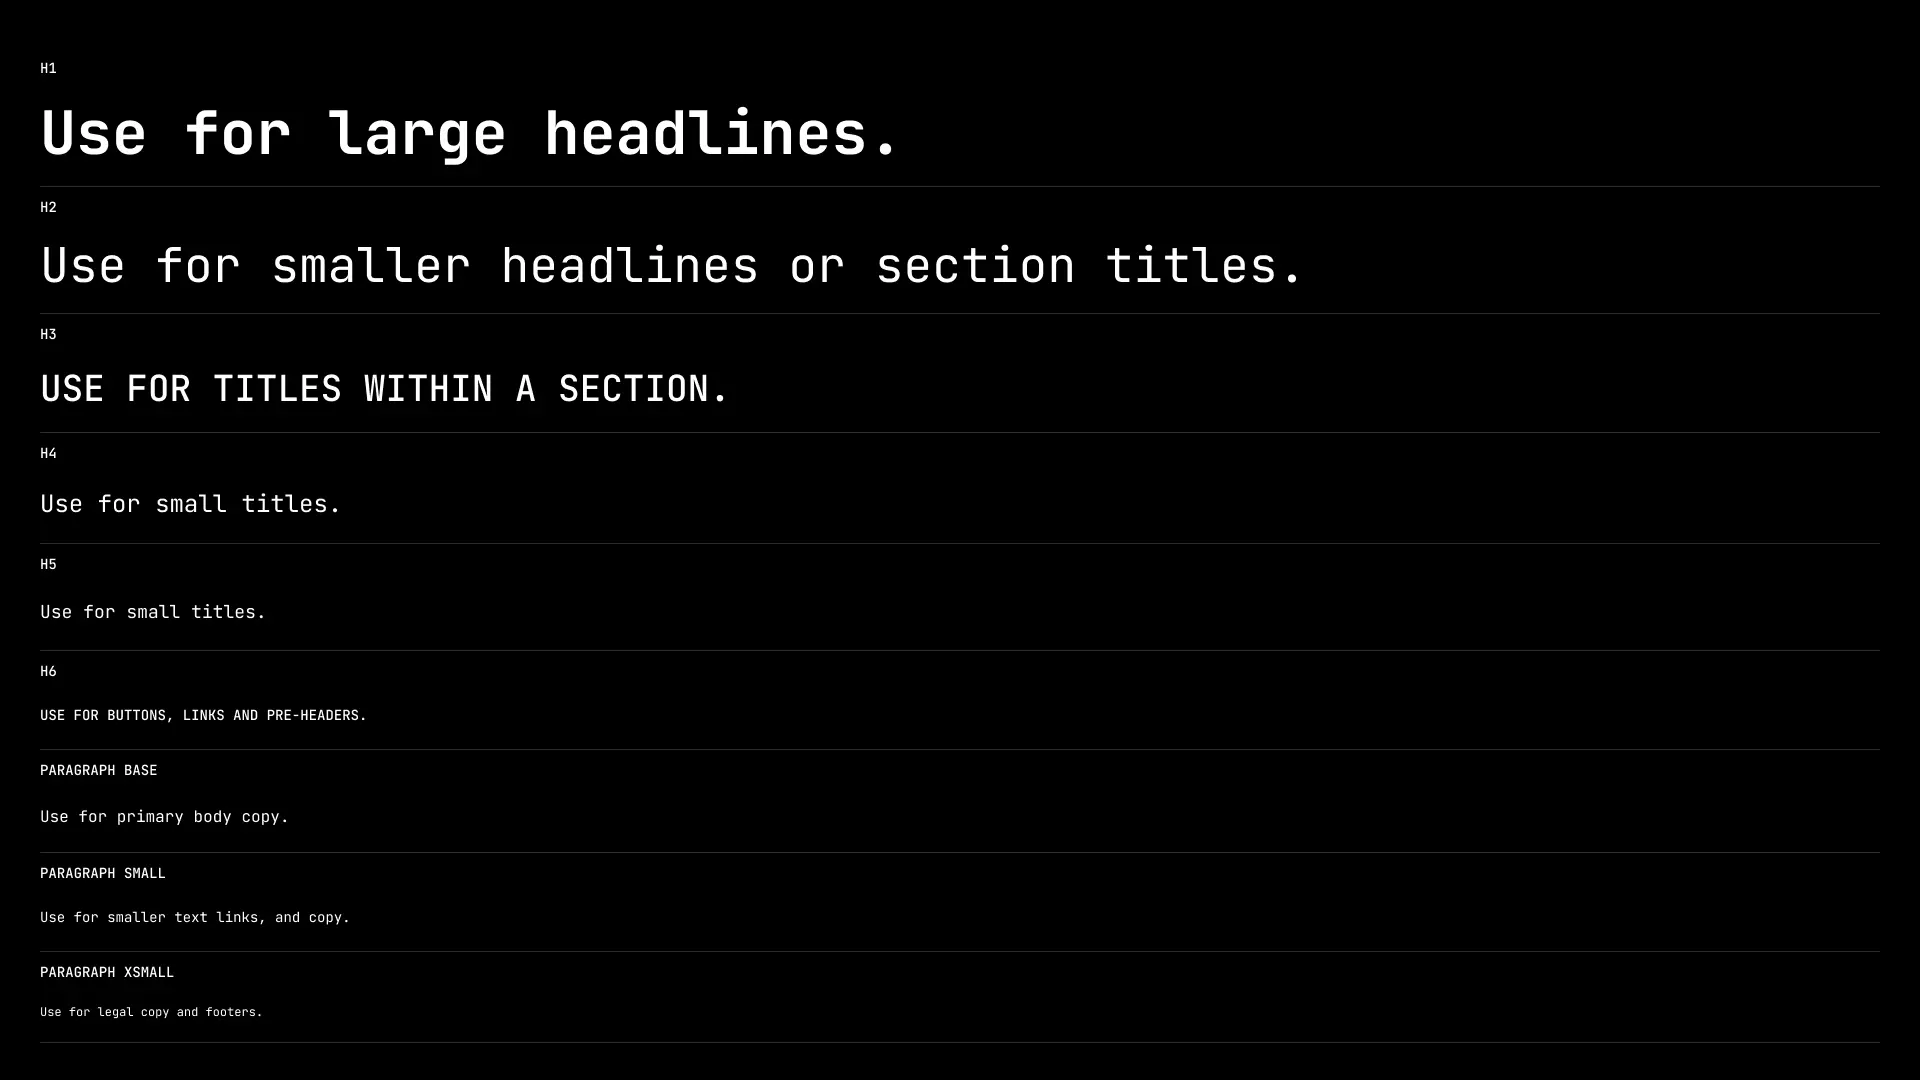 H1
Use for large headlines.
H2
Use for smaller headlines or section titles.
H3
USE FOR TITLES WITHIN A SECTION.
H4
Use for small titles.
H5
Use for small titles.
H6
USE FOR BUTTONS, LINKS AND PRE-HEADERS.
PARAGRAPH BASE
Use for primary body copy.
PARAGRAPH SMALL
Use for smaller text links, and copy.
PARAGRAPH XSMALL
Use for legal copy and footers.